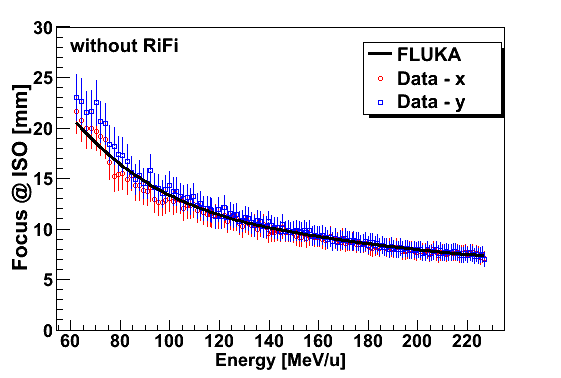 without RiFi
FLUKA
Data - x
Data - y
Focus @ ISO [mm]
30
25
20
15
10
5
0
60 80 100 120 140 160 180 200 220
Energy [MeV/u]